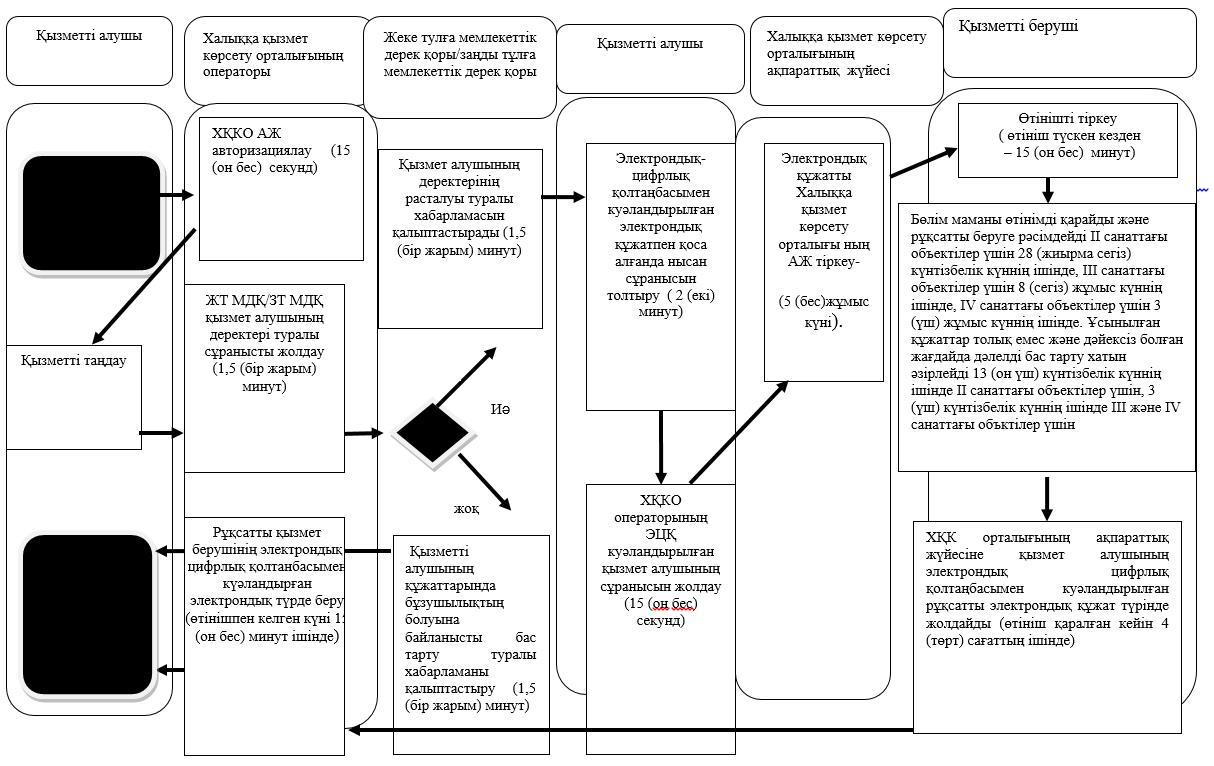 Қызметті алушы
Халыққа қызмет
көрсету орталығының
операторы
Жеке тулға мемлекеттік
дерек қоры/заңды тұлға
мемлекеттік дерек қоры
Қызметті алушы
Халыққа қызмет көрсету
орталығының
ақпараттық жүйесі
Қызметті беруші
ХҚКО АЖ
авторизациялау (15
(он бес) секунд)
Қызметті таңдау
ЖТ МДҚ/ЗТ МДҚ
қызмет алушының
деректері туралы
сұранысты жолдау
(1,5 (бір жарым)
минут)
Қызмет алушының
деректерінің
расталуы туралы
хабарламасын
қалыптастырады (1,5
(бір жарым) минут)
Иә
жоқ
Қызметті
алушының
құжаттарында
бұзушылықтың
болуына
байланысты бас
тарту туралы
хабарламаны
қалыптастыру (1,5
(бір жарым) минут)
Электрондық-
цифрлық
қолтаңбасымен
куәландырылған
электрондық
құжатпен қоса
алғанда нысан
сұранысын
толтыру ( 2 (екі)
минут)
ХҚКО
операторының
ЭЦҚ
куәландырылған
қызмет алушының
сұранысын жолдау
(15 (он бес)
секунд)
Электрондық
құжатты
Халыққа
қызмет
көрсету
орталығы ның
АЖ тіркеу-
(5 (бес)жұмыс
күні).
Өтінішті тіркеу
( өтініш түскен кезден
– 15 (он бес) минут)
Бөлім маманы өтінімді қарайды және
рұқсатты беруге рәсімдейді II санаттағы
объектілер үшін 28 (жиырма сегіз)
күнтізбелік күннің ішінде, III санаттағы
объектілер үшін 8 (сегіз) жұмыс күннің
ішінде, IV санаттағы объектілер үшін 3
(үш) жұмыс күннің ішінде. Ұсынылған
құжаттар толық емес және дәйексіз болған
жағдайда дәлелді бас тарту хатын
әзірлейді 13 (он үш) күнтізбелік күннің
ішінде II санаттағы объектілер үшін, 3
(үш) күнтізбелік күннің ішінде III және IV
санаттағы объктілер үшін
ХҚК орталығының ақпараттық
жүйесіне қызмет алушының
электрондық цифрлық
қолтаңбасымен куәландырылған
рұқсатты электрондық құжат түрінде
жолдайды (өтініш қаралған кейін 4
(төрт) сағаттың ішінде)
Рұқсатты қызмет
берушінің электрондық
цифрлық қолтанбасымен
куәландырған
электрондық түрде беру
(өтінішпен келген күні
(он бес) минут ішінде)